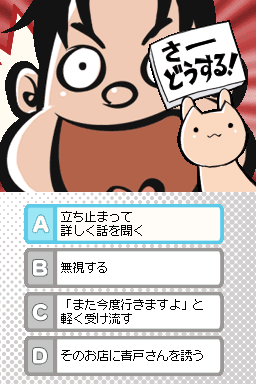 さー
どうする!
A
立ち止まって
詳しく話を聞く
B
無視する
C
「また今度行きますよ」と
軽く受け流す
D
そのお店に青戸さんを誘う